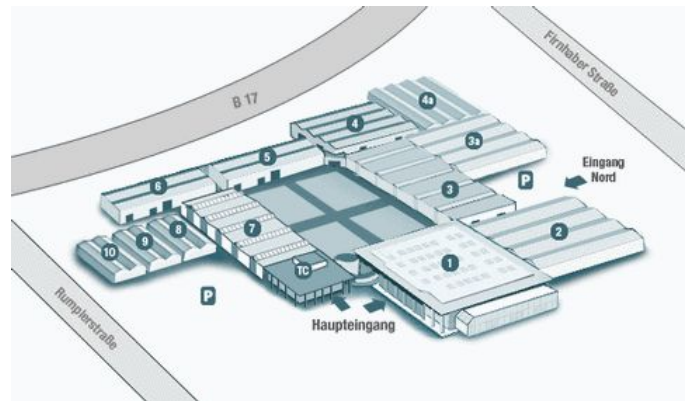 Firnhaber Straße
B 17
4a
4
3a
5
Eingang
Nord
6
3
P
10
9
8
7
2
1
TC
P
Haupteingang
Rumplerstraße